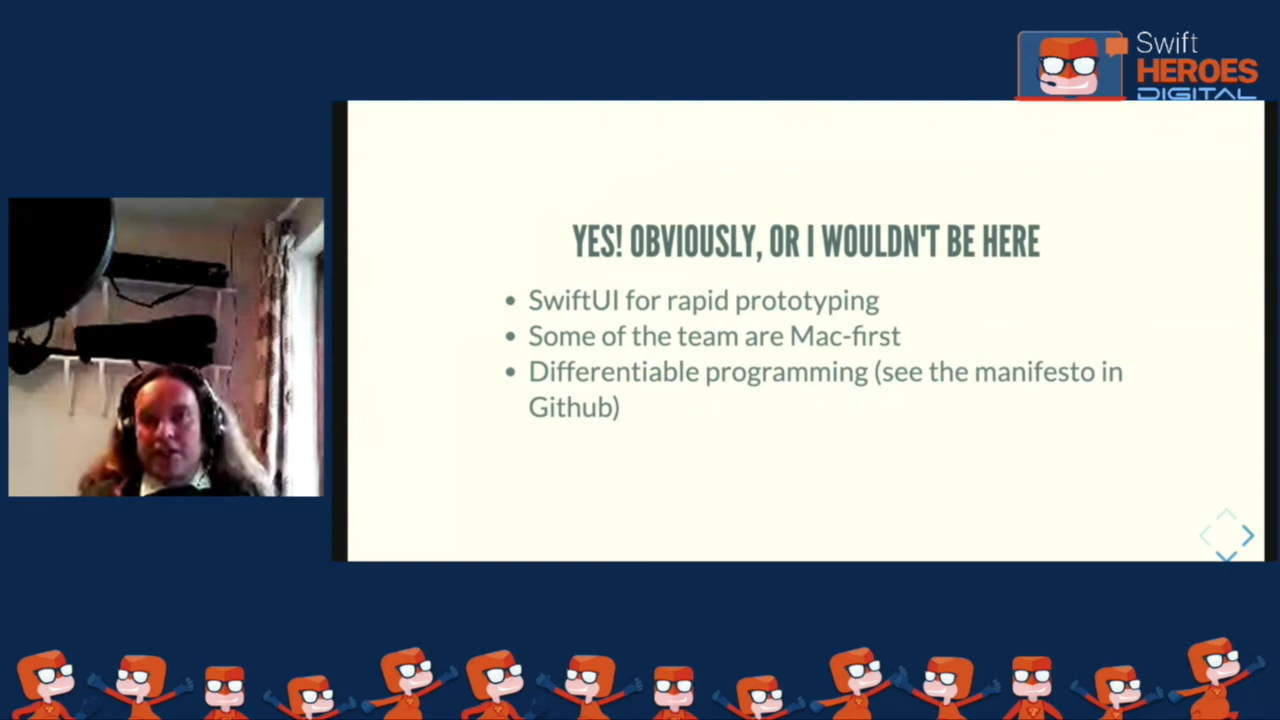 Swift
HEROES
DIGITAL
YES! OBVIOUSLY, OR I WOULDN'T BE HERE
• SwiftUI for rapid prototyping
• Some of the team are Mac-first
• Differentiable programming (see the manifesto in
Github)